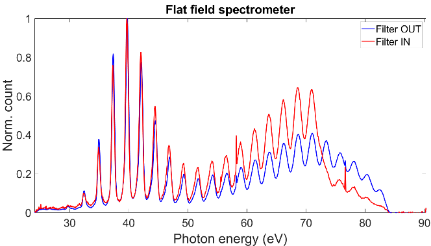 Flat field spectrometer
Filter OUT
Filter IN
Norm. count
1
0.8
0.6
0.4
0.2
0
30 40 50 60 70 80 90
Photon energy (eV)